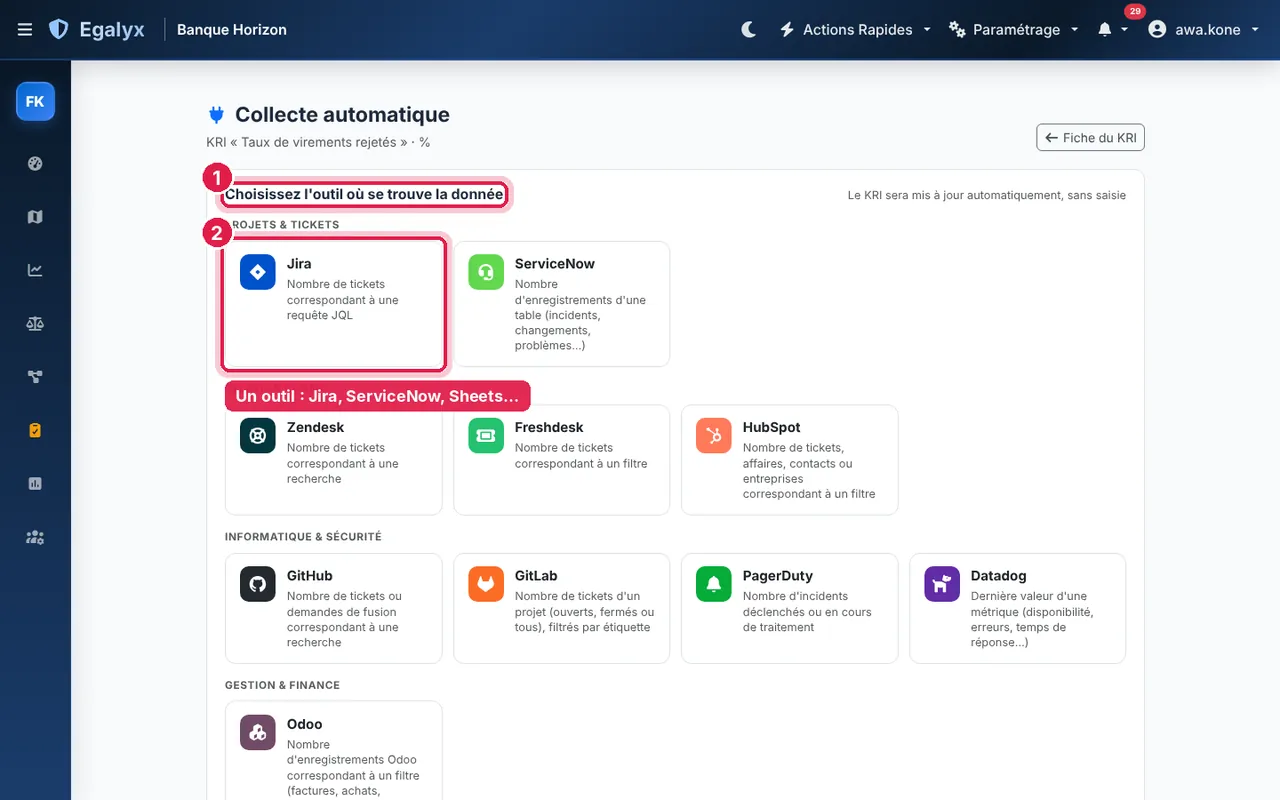 Egalyx
Banque Horizon
Actions Rapides
Paramétrage
29
awa.kone
FK
Collecte automatique
KRI « Taux de virements rejetés » · %
Fiche du KRI
1
Choisissez l'outil où se trouve la donnée
Le KRI sera mis à jour automatiquement, sans saisie
2
ROJETS & TICKETS
Jira
Nombre de tickets
correspondant à une
requête JQL
ServiceNow
Nombre
d'enregistrements d'une
table (incidents,
changements,
problèmes...)
Un outil : Jira, ServiceNow, Sheets...
Zendesk
Nombre de tickets
correspondant à une
recherche
Freshdesk
Nombre de tickets
correspondant à un filtre
HubSpot
Nombre de tickets,
affaires, contacts ou
entreprises
correspondant à un filtre
INFORMATIQUE & SÉCURITÉ
GitHub
Nombre de tickets ou
demandes de fusion
correspondant à une
recherche
GitLab
Nombre de tickets d'un
projet (ouverts, fermés ou
tous), filtrés par étiquette
PagerDuty
Nombre d'incidents
déclenchés ou en cours
de traitement
Datadog
Dernière valeur d'une
métrique (disponibilité,
erreurs, temps de
réponse...)
GESTION & FINANCE
Odoo
Nombre
d'enregistrements Odoo
correspondant à un filtre
(factures, achats,